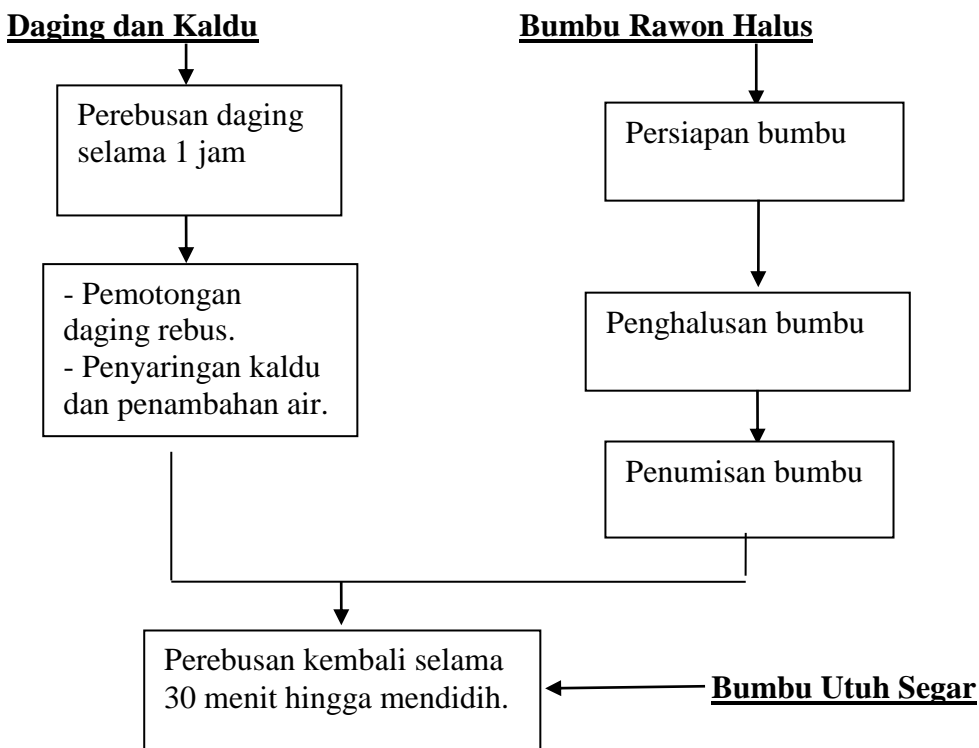 Daging dan Kaldu
Bumbu Rawon Halus
Perebusan daging
selama 1 jam
Persiapan bumbu
- Pemotongan
daging rebus.
- Penyaringan kaldu
dan penambahan air.
Penghalusan bumbu
Penumisan bumbu
Perebusan kembali selama
30 menit hingga mendidih.
Bumbu Utuh Segar